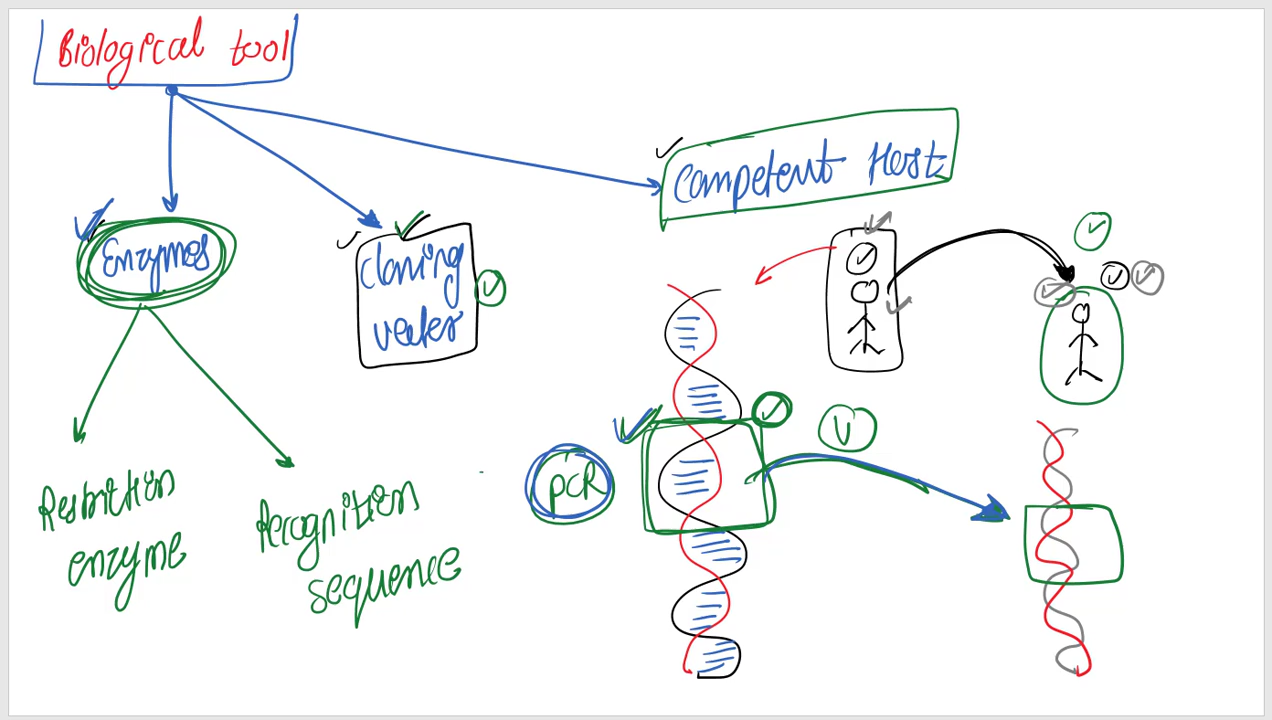 Biological tool
Competent Host
Enzymes
Cloning
vector
PCR
Restriction
enzyme
Recognition
sequence